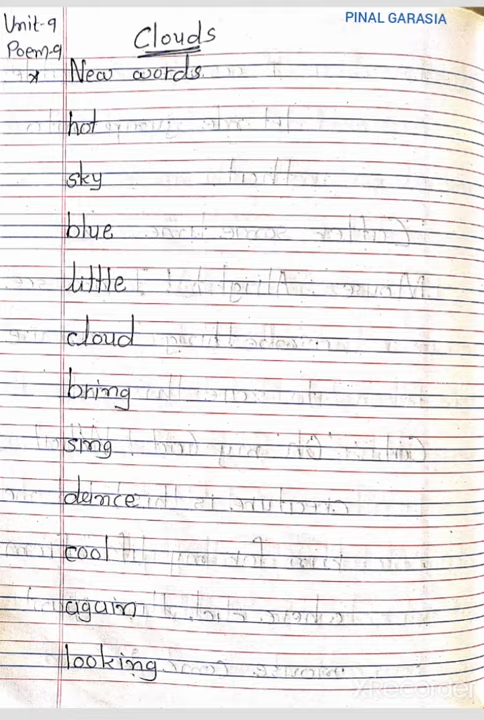 PINAL GARASIA
Unit-9
Clouds
Poem-9
* New words.
hot
sky
blue
little
cloud
bring
sing
dance
cool
again
looking
XRecorder